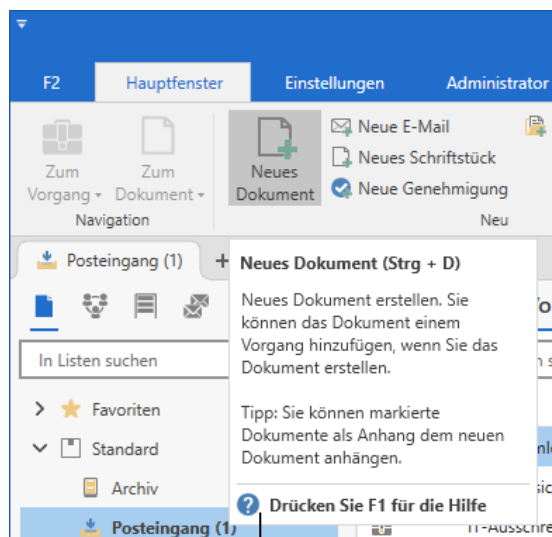 F2 Hauptfenster Einstellungen Administrator
Zum Vorgang
Zum Dokument
Navigation
Neues Dokument
Neue E-Mail
Neues Schriftstück
Neue Genehmigung
Neu
Posteingang (1) +
Neues Dokument (Strg + D)
Neues Dokument erstellen. Sie
können das Dokument einem
Vorgang hinzufügen, wenn Sie das
Dokument erstellen.
Tipp: Sie können markierte
Dokumente als Anhang dem neuen
Dokument anhängen.
Drücken Sie F1 für die Hilfe
In Listen suchen
Favoriten
Standard
Archiv
Posteingang (1)